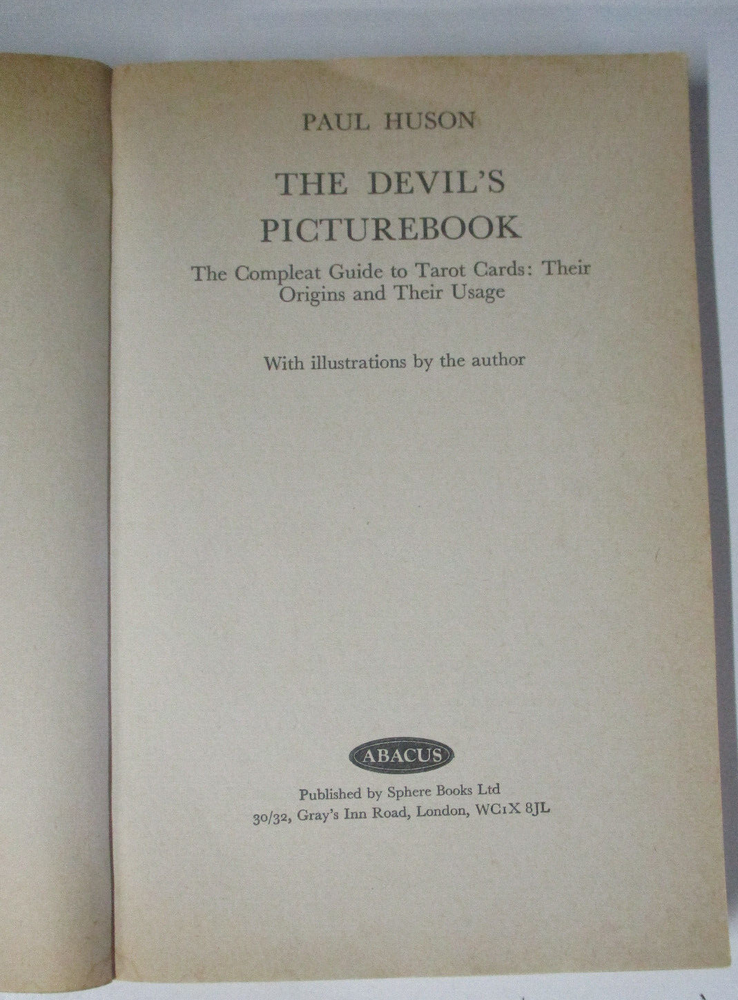 PAUL HUSON
THE DEVIL'S
PICTUREBOOK
The Compleat Guide to Tarot Cards: Their
Origins and Their Usage
With illustrations by the author
ABACUS
Published by Sphere Books Ltd
30/32, Gray's Inn Road, London, WC1X 8JL